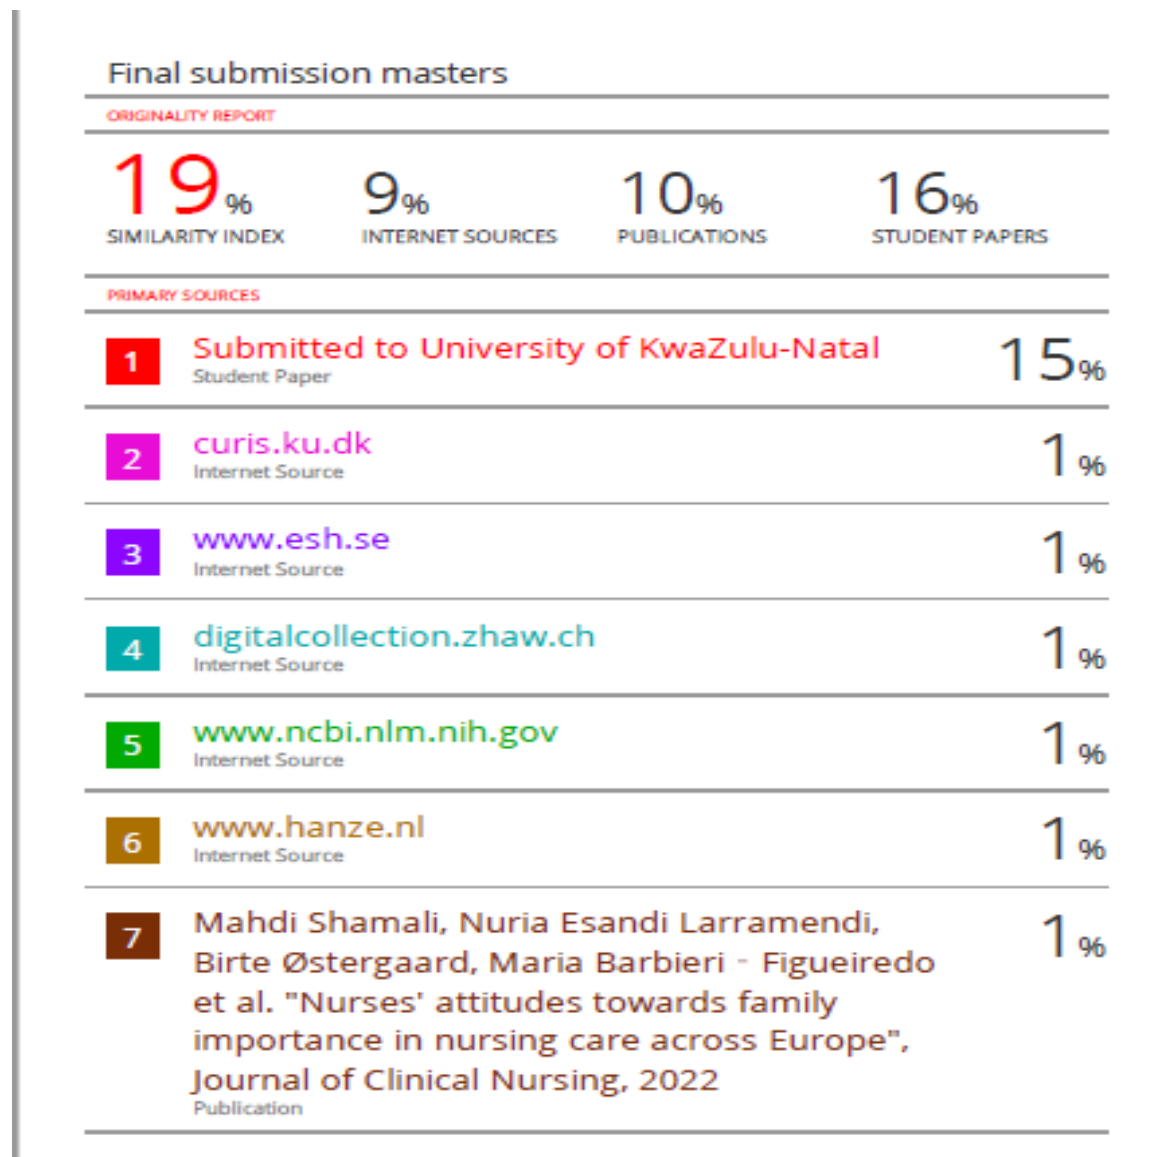 Final submission masters
ORIGINALITY REPORT
19% 9% 10% 16%
SIMILARITY INDEX INTERNET SOURCES PUBLICATIONS STUDENT PAPERS
PRIMARY SOURCES
1 Submitted to University of KwaZulu-Natal 15%
Student Paper
2 curis.ku.dk 1%
Internet Source
3 www.esh.se 1%
Internet Source
4 digitalcollection.zhaw.ch 1%
Internet Source
5 www.ncbi.nlm.nih.gov 1%
Internet Source
6 www.hanze.nl 1%
Internet Source
7 Mahdi Shamali, Nuria Esandi Larramendi, 1%
Birte Østergaard, Maria Barbieri‐Figueiredo
et al. "Nurses' attitudes towards family
importance in nursing care across Europe",
Journal of Clinical Nursing, 2022
Publication